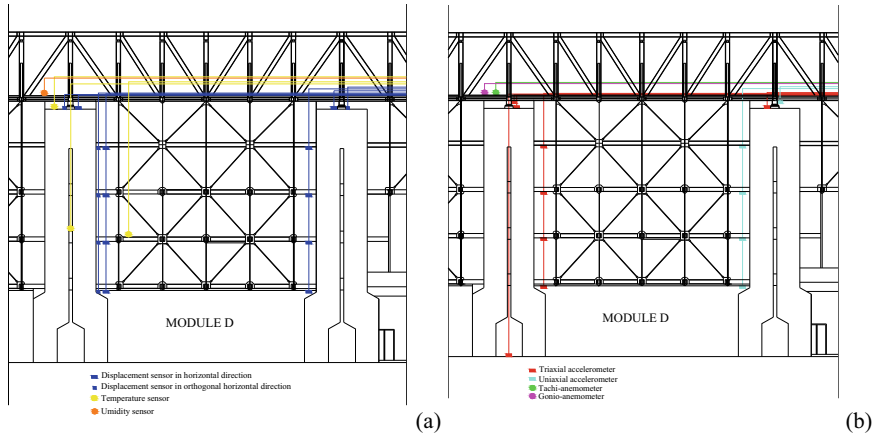 MODULE D
Displacement sensor in horizontal direction
Displacement sensor in orthogonal horizontal direction
Temperature sensor
Umidity sensor
(a)
MODULE D
Triaxial accelerometer
Uniaxial accelerometer
Tachi-anemometer
Gonio-anemometer
(b)